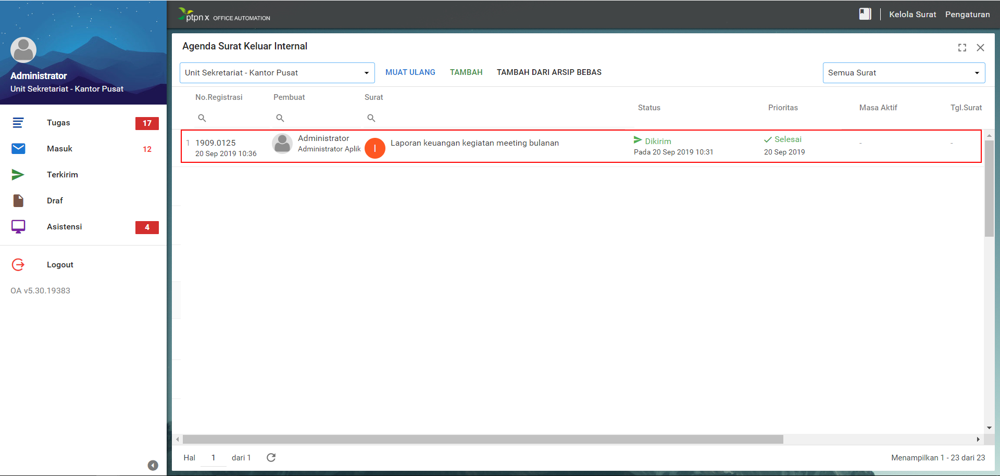 Administrator
Unit Sekretariat - Kantor Pusat
Tugas 17
Masuk 12
Terkirim
Draf
Asistensi 4
Logout
OA v5.30.19383
ptpn x OFFICE AUTOMATION
Kelola Surat Pengaturan
Agenda Surat Keluar Internal
Unit Sekretariat - Kantor Pusat MUAT ULANG TAMBAH TAMBAH DARI ARSIP BEBAS Semua Surat
No.Registrasi Pembuat Surat Status Prioritas Masa Aktif Tgl.Surat
1 1909.0125 Administrator I Laporan keuangan kegiatan meeting bulanan Dikirim Selesai - -
20 Sep 2019 10:36 Administrator Aplik Pada 20 Sep 2019 10:31 20 Sep 2019
Hal 1 dari 1 Menampilkan 1 - 23 dari 23